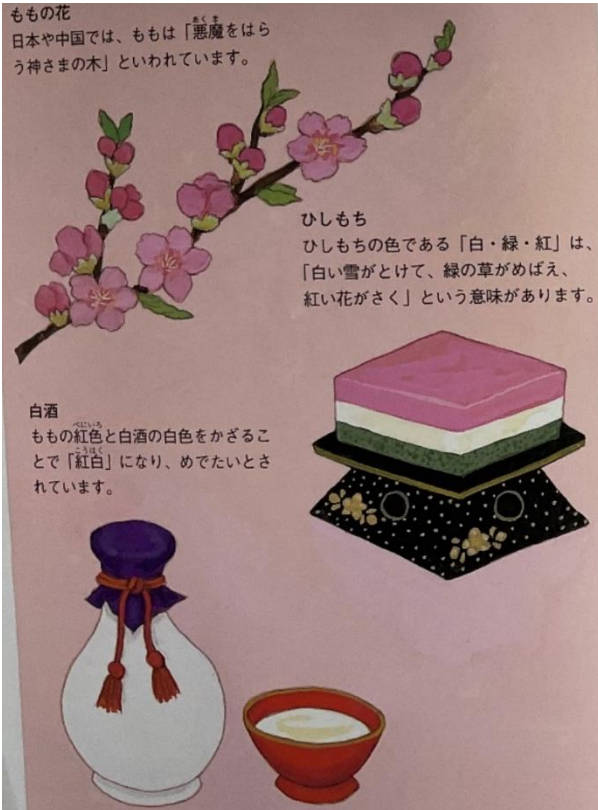 ももの花
日本や中国では、ももは「悪魔をはら
う神さまの木」といわれています。
ひしもち
ひしもちの色である「白・緑・紅」は、
「白い雪がとけて、緑の草がめばえ、
紅い花がさく」という意味があります。
白酒
ももの紅色と白酒の白色をかざるこ
とで「紅白」になり、めでたいとさ
れています。